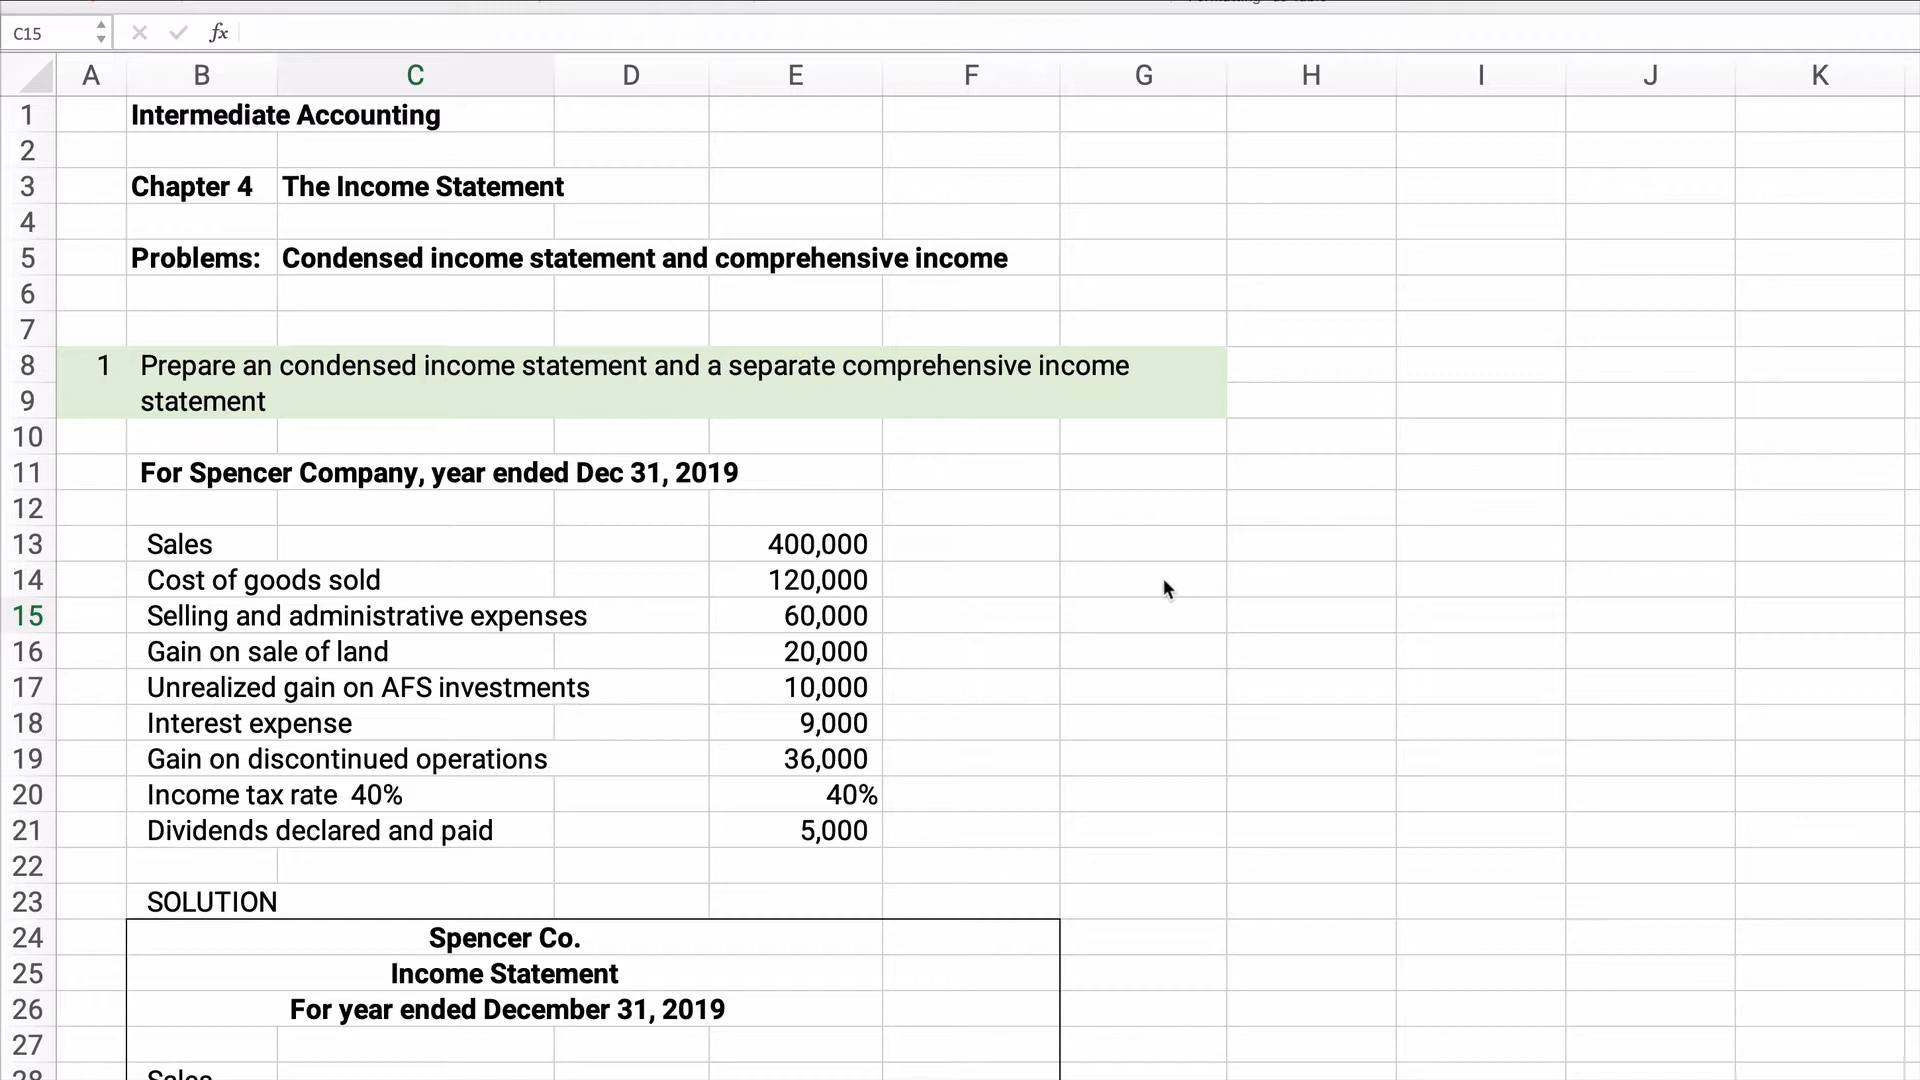 C15 fx
A B C D E F G H I J K
1 Intermediate Accounting
2
3 Chapter 4 The Income Statement
4
5 Problems: Condensed income statement and comprehensive income
6
7
8 1 Prepare an condensed income statement and a separate comprehensive income
9 statement
10
11 For Spencer Company, year ended Dec 31, 2019
12
13 Sales 400,000
14 Cost of goods sold 120,000
15 Selling and administrative expenses 60,000
16 Gain on sale of land 20,000
17 Unrealized gain on AFS investments 10,000
18 Interest expense 9,000
19 Gain on discontinued operations 36,000
20 Income tax rate 40% 40%
21 Dividends declared and paid 5,000
22
23 SOLUTION
24 Spencer Co.
25 Income Statement
26 For year ended December 31, 2019
27
28 Sales